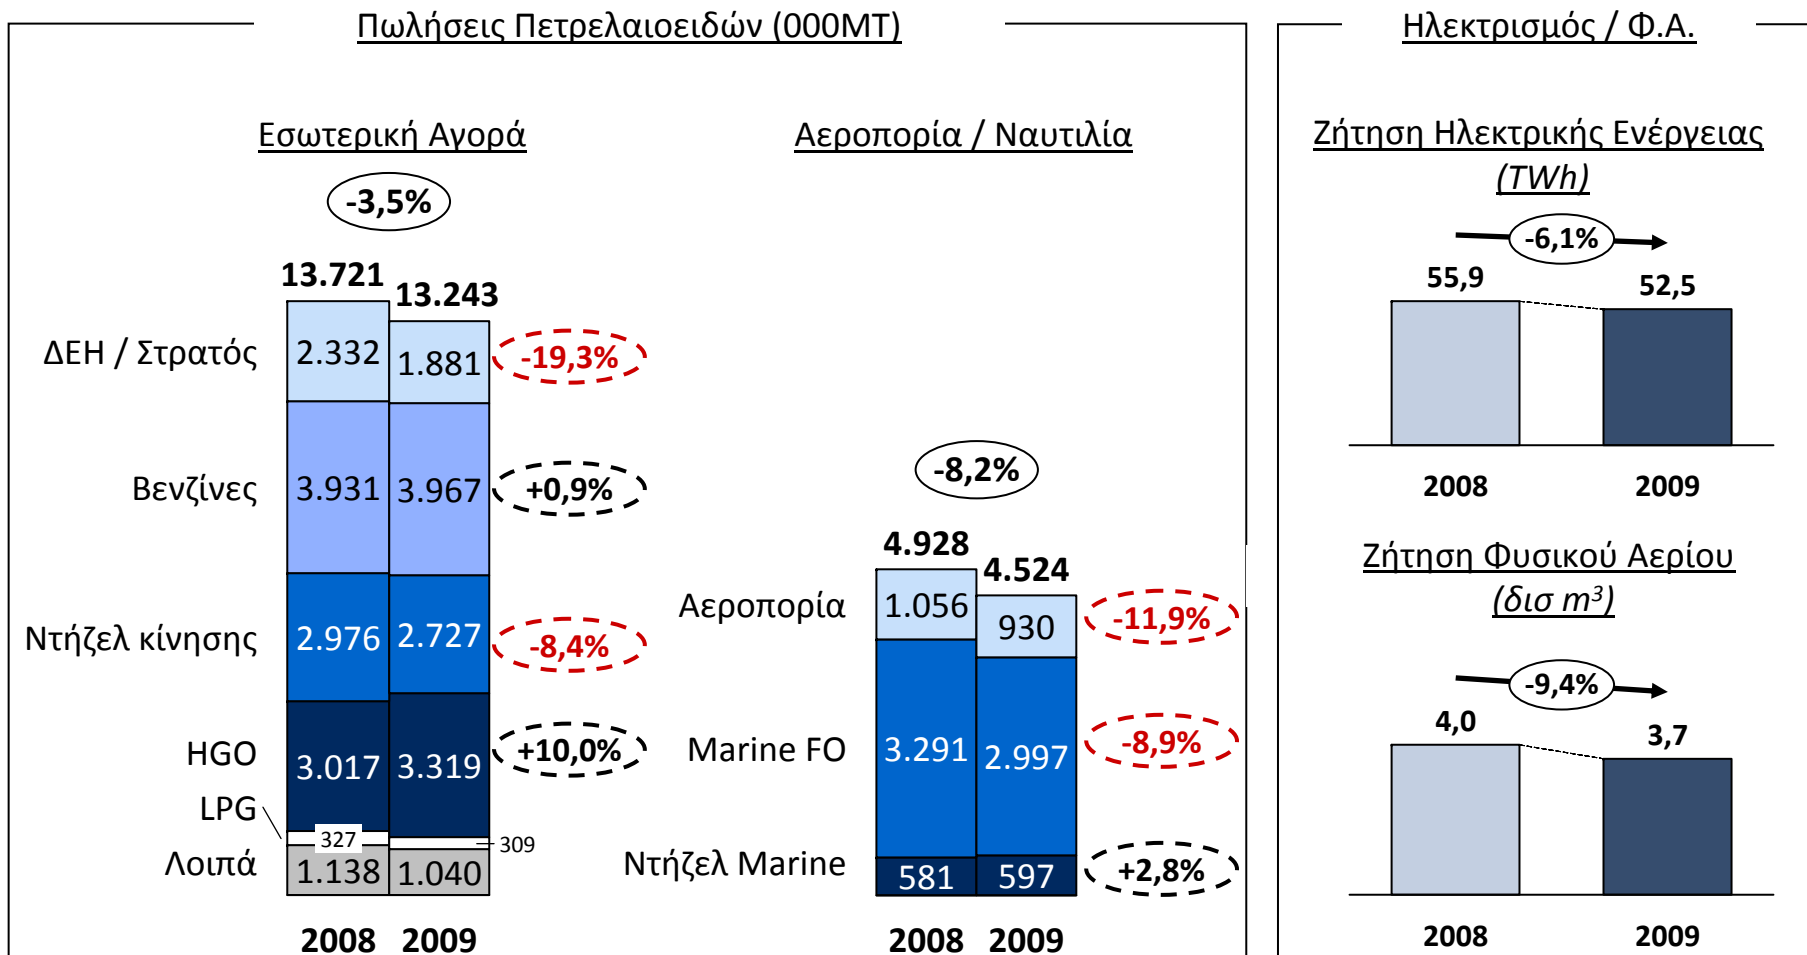 Πωλήσεις Πετρελαιοειδών (000MT)
Εσωτερική Αγορά
-3,5%
13.721
13.243
ΔΕΗ / Στρατός
2.332
1.881
-19,3%
Βενζίνες
3.931
3.967
+0,9%
Ντήζελ κίνησης
2.976
2.727
-8,4%
HGO
3.017
3.319
+10,0%
LPG
327
309
Λοιπά
1.138
1.040
2008
2009
Αεροπορία / Ναυτιλία
-8,2%
4.928
4.524
Αεροπορία
1.056
930
-11,9%
Marine FO
3.291
2.997
-8,9%
Ντήζελ Marine
581
597
+2,8%
2008
2009
Ηλεκτρισμός / Φ.Α.
Ζήτηση Ηλεκτρικής Ενέργειας
(TWh)
-6,1%
55,9
52,5
2008
2009
Ζήτηση Φυσικού Αερίου
(δισ m³)
-9,4%
4,0
3,7
2008
2009